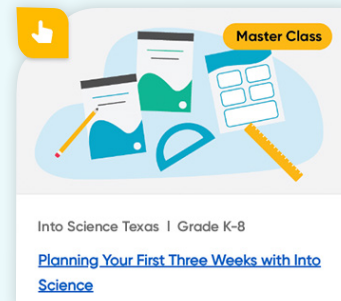 Master Class
Into Science Texas | Grade K-8
Planning Your First Three Weeks with Into
Science